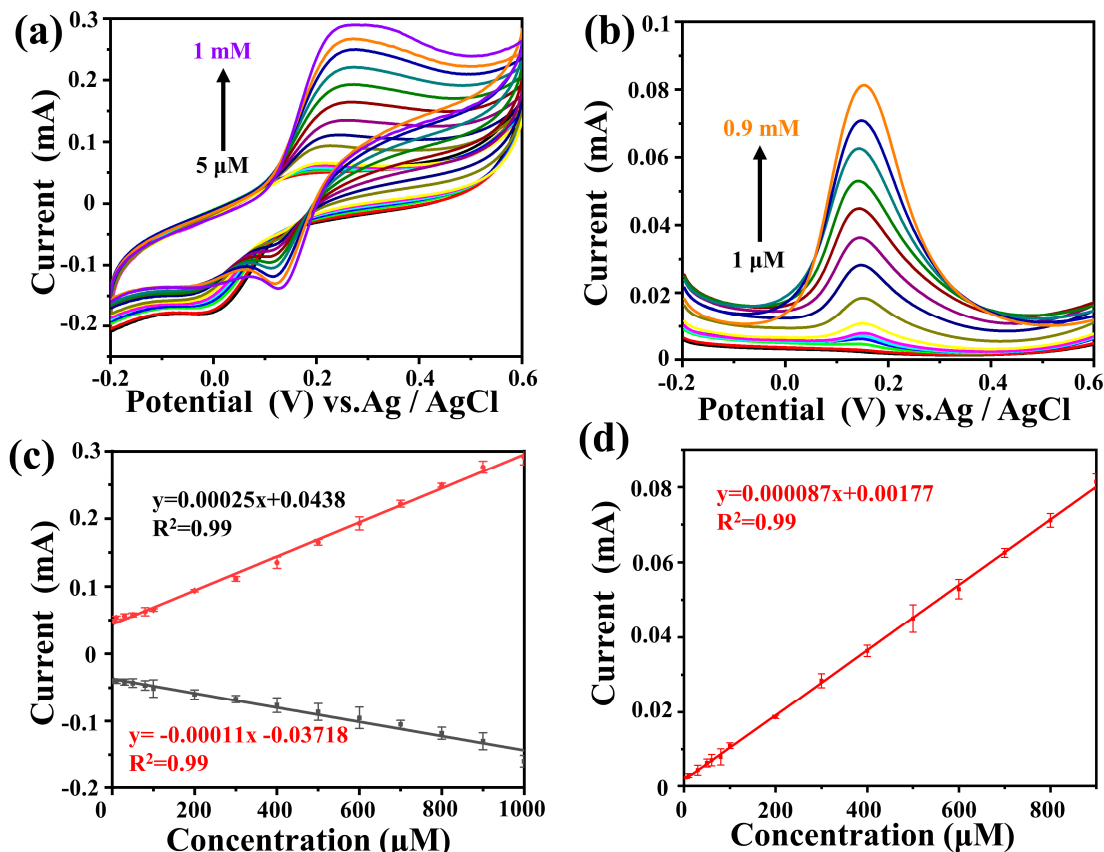 (a)
0.3
0.2
0.1
0
-0.1
-0.2
Current (mA)
1 mM
5 μM
-0.2
0.0
0.2
0.4
0.6
Potential (V) vs.Ag / AgCl
(b)
0.1
0.08
0.06
0.04
0.02
0
Current (mA)
0.9 mM
1 μM
-0.2
0.0
0.2
0.4
0.6
Potential (V) vs.Ag / AgCl
(c)
0.3
0.2
0.1
0
-0.1
-0.2
Current (mA)
y=0.00025x+0.0438
R²=0.99
y= -0.00011x -0.03718
R²=0.99
0
200
400
600
800
1000
Concentration (μM)
(d)
0.08
0.06
0.04
0.02
0
Current (mA)
y=0.000087x+0.00177
R²=0.99
0
200
400
600
800
Concentration (μM)